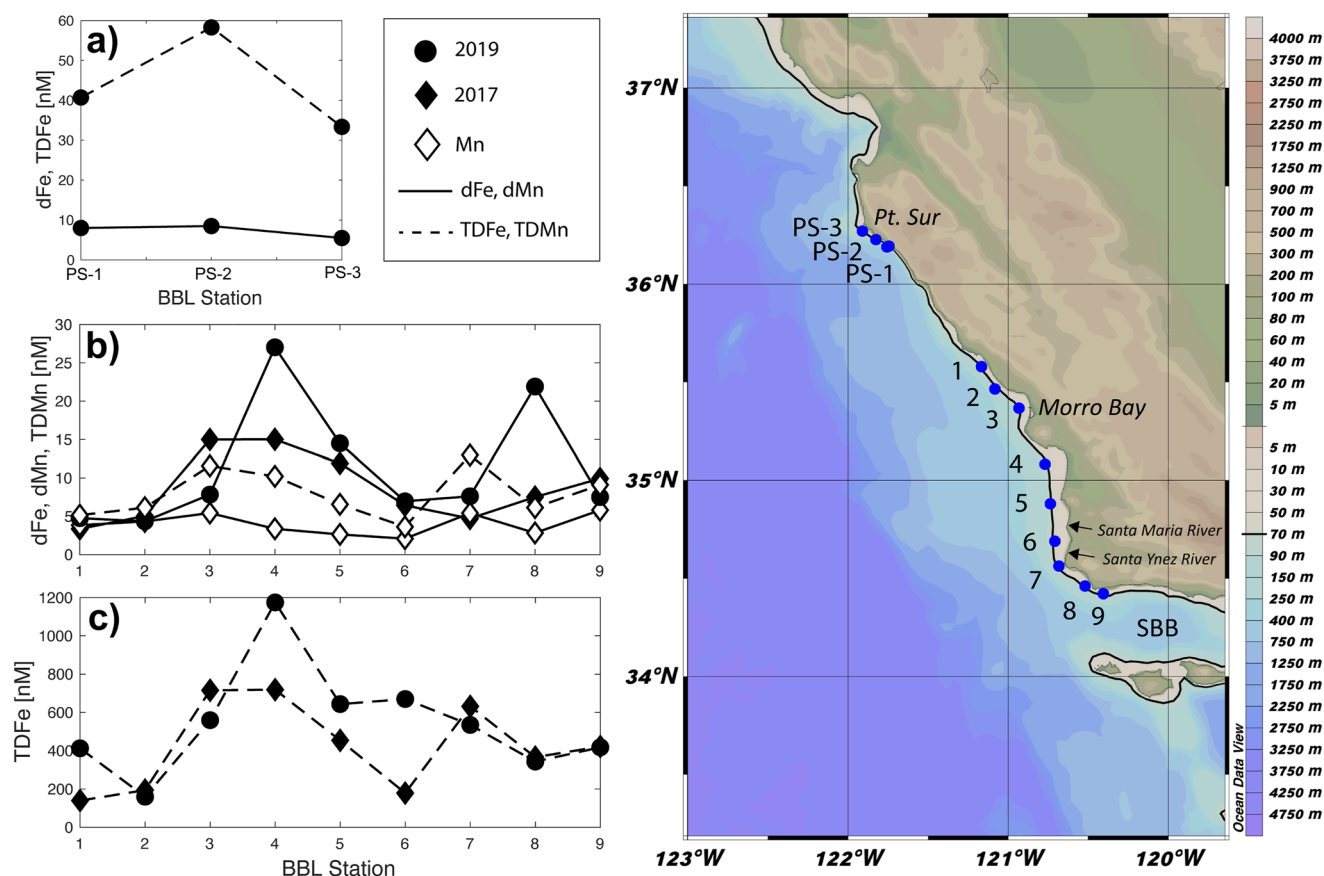 a)
dFe, TDFe [nM]
60
50
40
30
20
10
0
PS-1 PS-2 PS-3
BBL Station
2019
2017
Mn
dFe, dMn
TDFe, TDMn
b)
dFe, dMn, TDMn [nM]
30
25
20
15
10
5
0
1 2 3 4 5 6 7 8 9
c)
TDFe [nM]
1200
1000
800
600
400
200
0
1 2 3 4 5 6 7 8 9
BBL Station
37°N
36°N
35°N
34°N
123°W 122°W 121°W 120°W
Pt. Sur
PS-3
PS-2
PS-1
1
2
3
Morro Bay
4
5
Santa Maria River
6
Santa Ynez River
7
8
9
SBB
Ocean Data View
4000 m
3750 m
3250 m
2750 m
2250 m
1750 m
1250 m
900 m
700 m
500 m
300 m
200 m
100 m
80 m
60 m
40 m
20 m
5 m
5 m
10 m
30 m
50 m
70 m
90 m
150 m
250 m
400 m
750 m
1250 m
1750 m
2250 m
2750 m
3250 m
3750 m
4250 m
4750 m